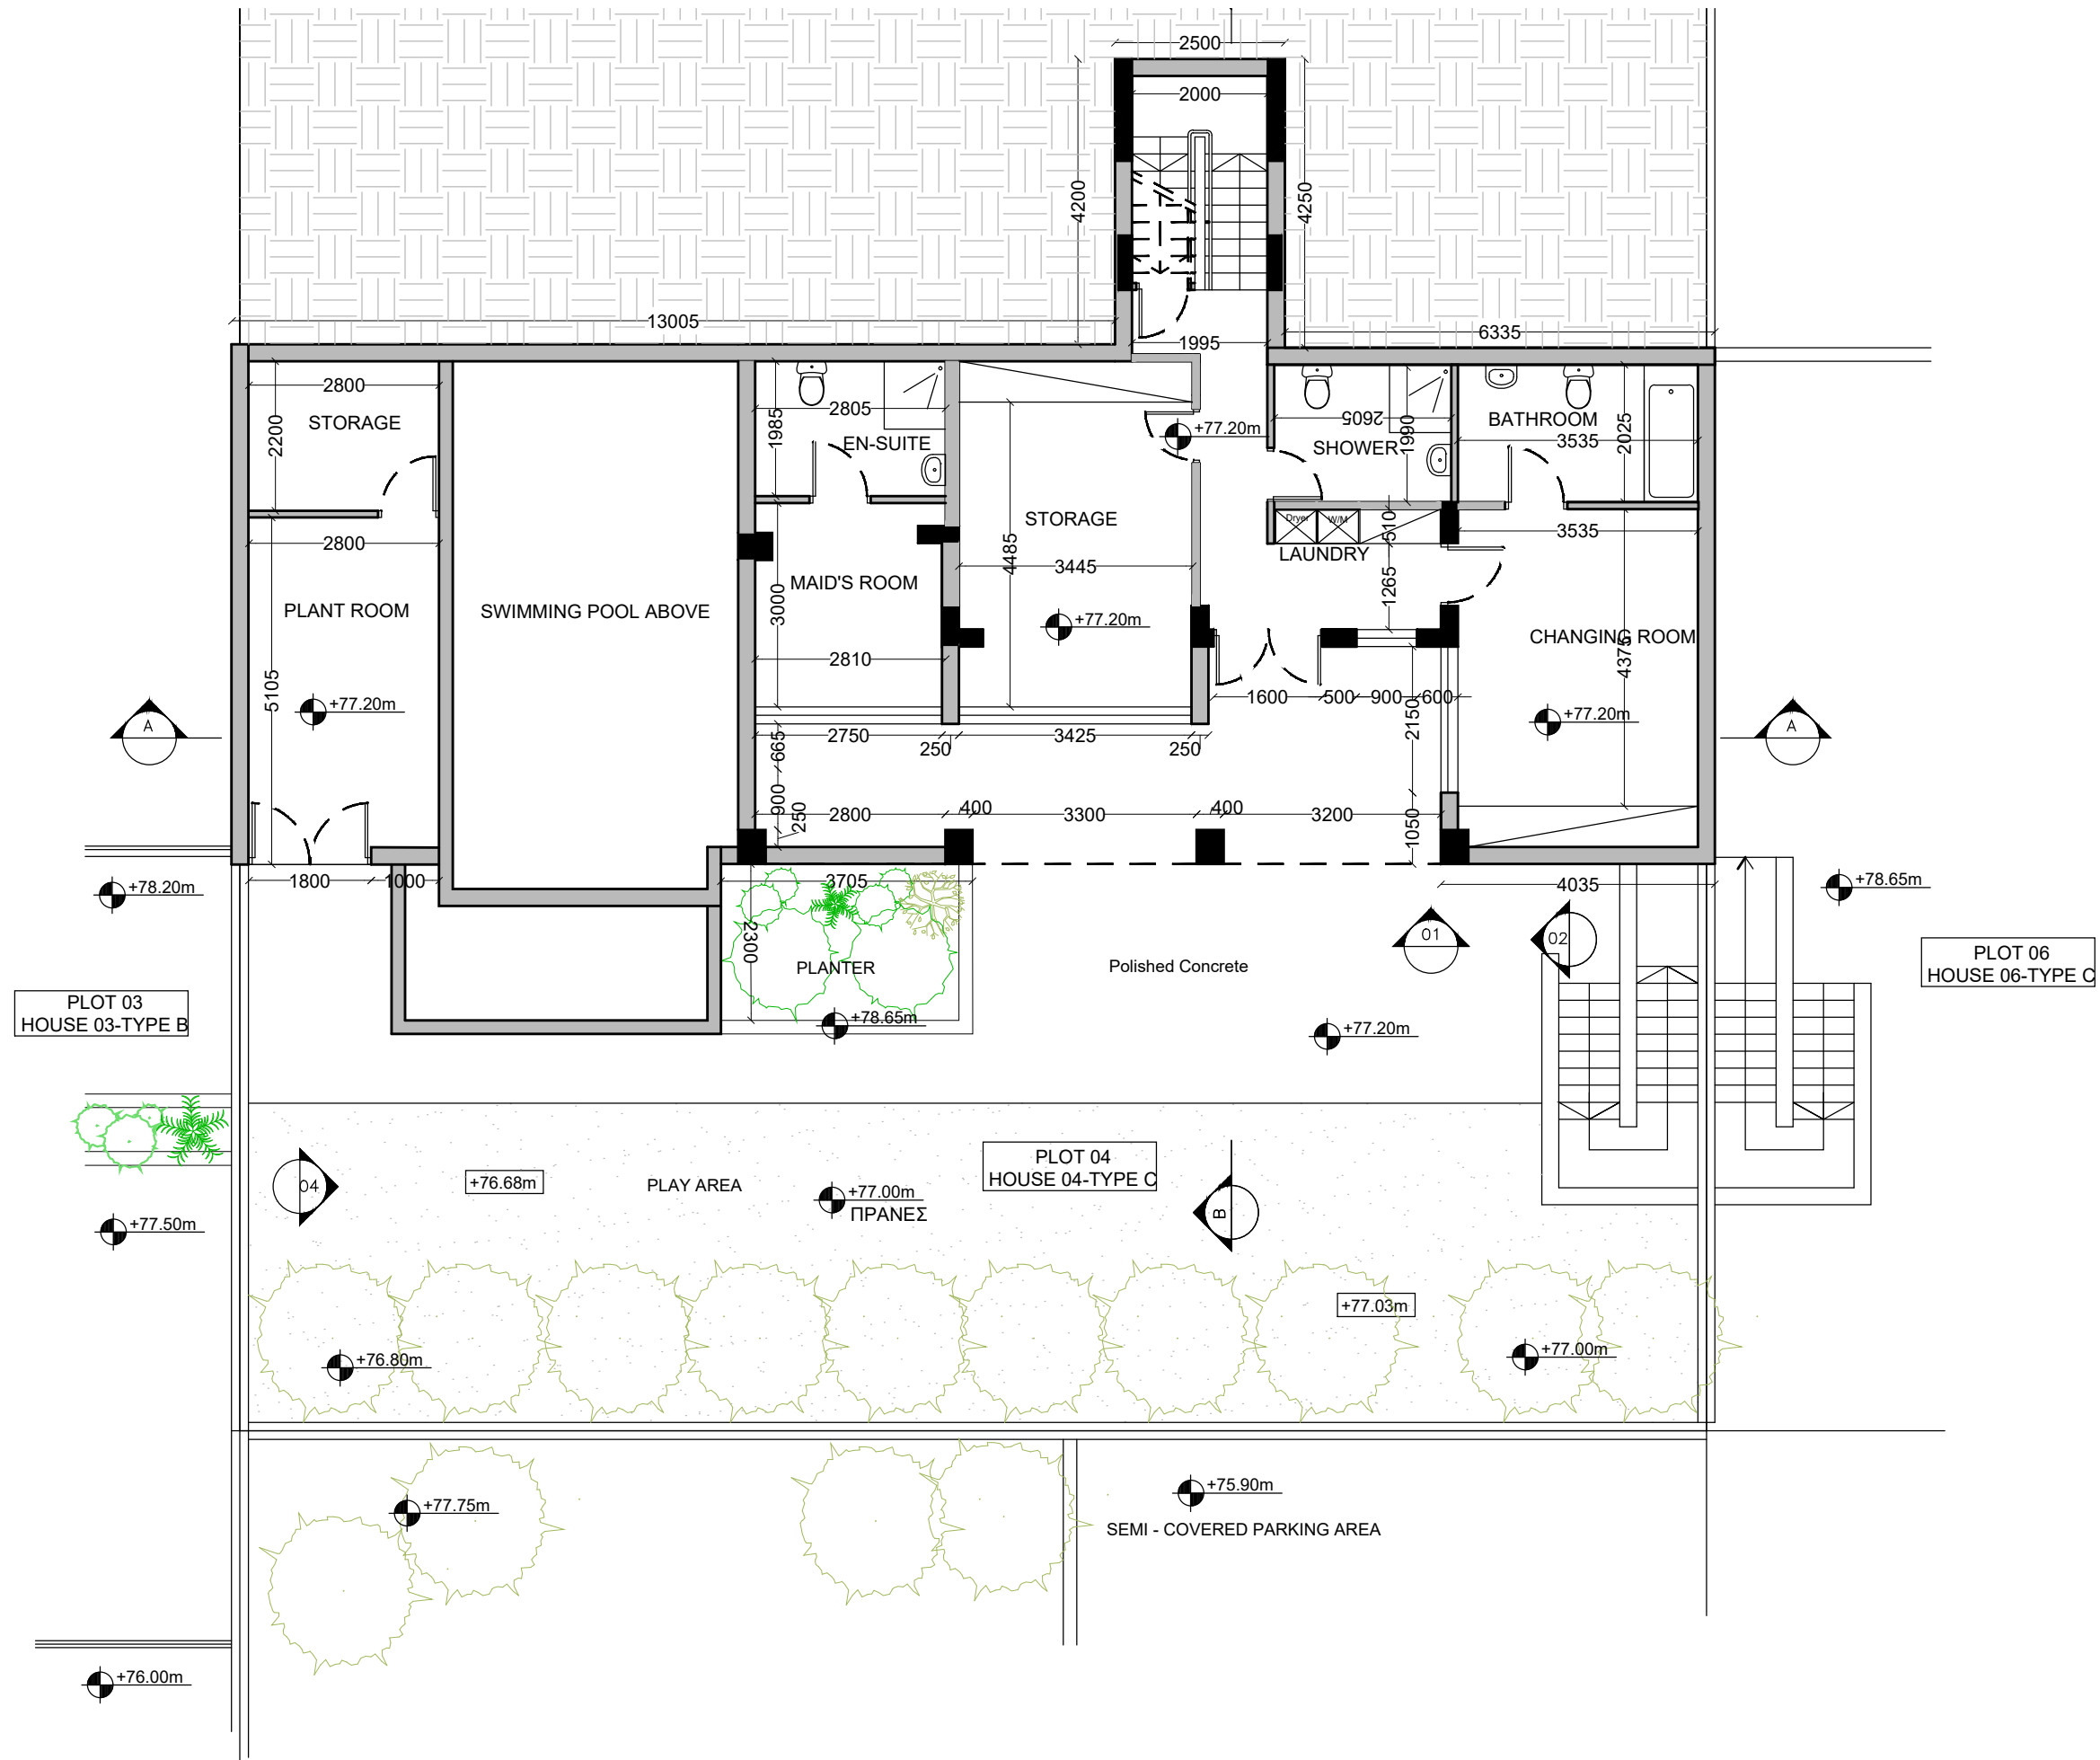 2500
2000
4200
4250
13005
6335
1995
2800
2200
STORAGE
2805
1985
EN-SUITE
+77.20m
2605
1990
SHOWER
BATHROOM
3535
2025
2800
STORAGE
4485
3445
Dryer
W/M
510
LAUNDRY
1265
3535
PLANT ROOM
SWIMMING POOL ABOVE
MAID'S ROOM
3000
+77.20m
CHANGING ROOM
4375
2810
5105
+77.20m
1600
500
900
600
2150
+77.20m
A
A
2750
250
3425
250
665
900
250
2800
400
3300
400
3200
1050
1800
1000
3705
4035
+78.20m
+78.65m
2300
01
02
PLANTER
Polished Concrete
PLOT 06
HOUSE 06-TYPE C
PLOT 03
HOUSE 03-TYPE B
+78.65m
+77.20m
PLOT 04
HOUSE 04-TYPE C
04
+76.68m
PLAY AREA
+77.00m
ΠΡΑΝΕΣ
B
+77.50m
+77.03m
+76.80m
+77.00m
+77.75m
+75.90m
SEMI - COVERED PARKING AREA
+76.00m